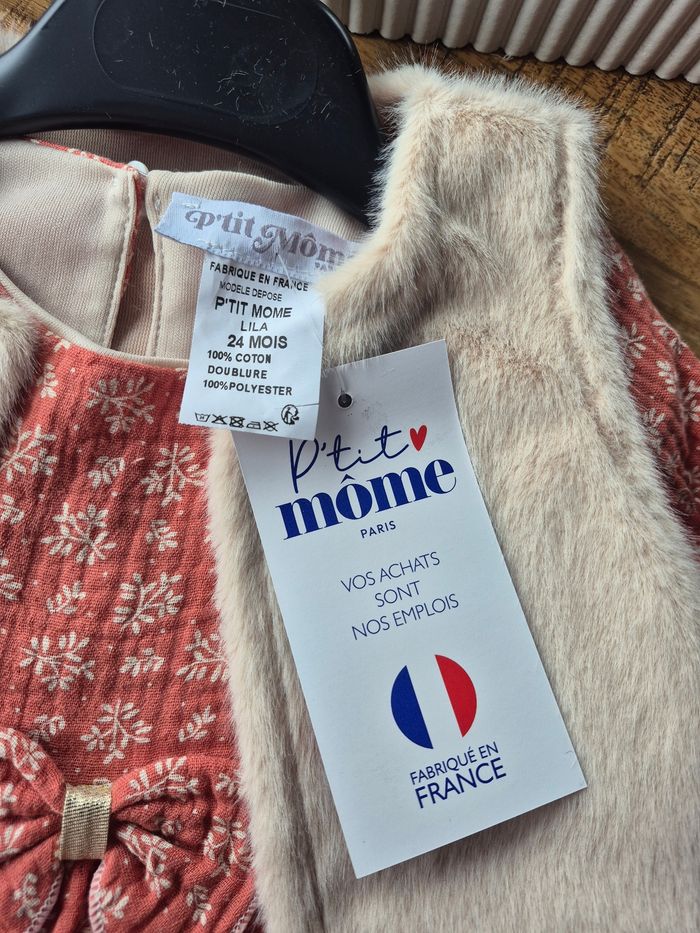 P'tit Môme
FABRIQUE EN FRANCE
MODELE DEPOSE
P'TIT MOME
LILA
24 MOIS
100% COTON
DOUBLURE
100%POLYESTER
P'tit
môme
PARIS
VOS ACHATS
SONT
NOS EMPLOIS
FABRIQUÉ EN
FRANCE